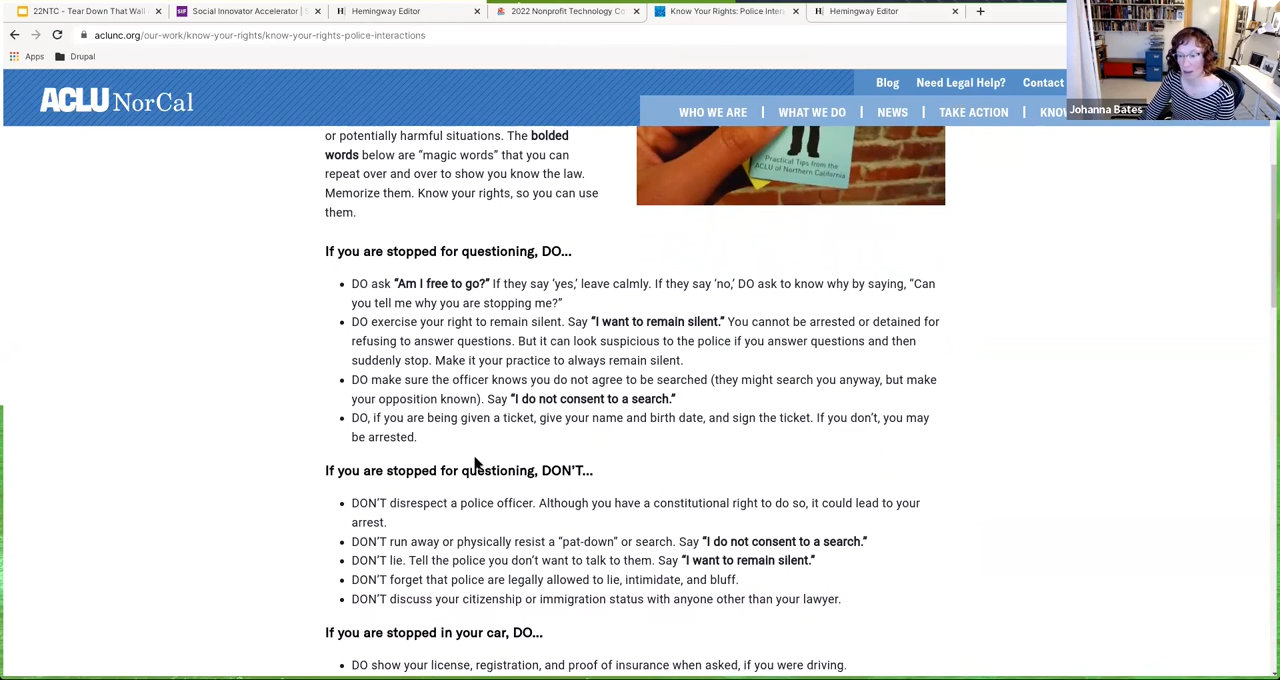 22NTC - Tear Down That Wall
Social Innovator Accelerator |
Hemingway Editor
2022 Nonprofit Technology Co
Know Your Rights: Police Inter
Hemingway Editor
aclunc.org/our-work/know-your-rights/know-your-rights-police-interactions
Apps
Drupal
Johanna Bates
ACLU NorCal
Blog
Need Legal Help?
Contact
WHO WE ARE | WHAT WE DO | NEWS | TAKE ACTION | KNO
Practical Tips from the
ACLU of Northern California
or potentially harmful situations. The bolded
words below are “magic words” that you can
repeat over and over to show you know the law.
Memorize them. Know your rights, so you can use
them.
If you are stopped for questioning, DO...
• DO ask “Am I free to go?” If they say ‘yes,’ leave calmly. If they say ‘no,’ DO ask to know why by saying, “Can
you tell me why you are stopping me?”
• DO exercise your right to remain silent. Say “I want to remain silent.” You cannot be arrested or detained for
refusing to answer questions. But it can look suspicious to the police if you answer questions and then
suddenly stop. Make it your practice to always remain silent.
• DO make sure the officer knows you do not agree to be searched (they might search you anyway, but make
your opposition known). Say “I do not consent to a search.”
• DO, if you are being given a ticket, give your name and birth date, and sign the ticket. If you don’t, you may
be arrested.
If you are stopped for questioning, DON’T...
• DON’T disrespect a police officer. Although you have a constitutional right to do so, it could lead to your
arrest.
• DON’T run away or physically resist a “pat-down” or search. Say “I do not consent to a search.”
• DON’T lie. Tell the police you don’t want to talk to them. Say “I want to remain silent.”
• DON’T forget that police are legally allowed to lie, intimidate, and bluff.
• DON’T discuss your citizenship or immigration status with anyone other than your lawyer.
If you are stopped in your car, DO...
• DO show your license, registration, and proof of insurance when asked, if you were driving.